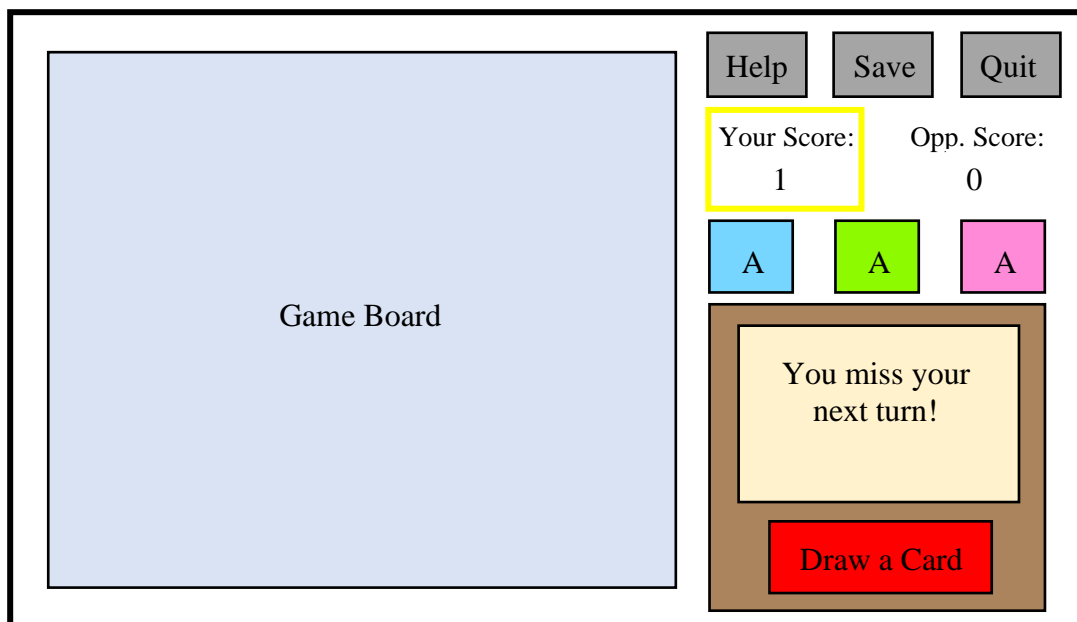 Help Save Quit
Your Score: Opp. Score:
1 0
A A A
Game Board
You miss your
next turn!
Draw a Card